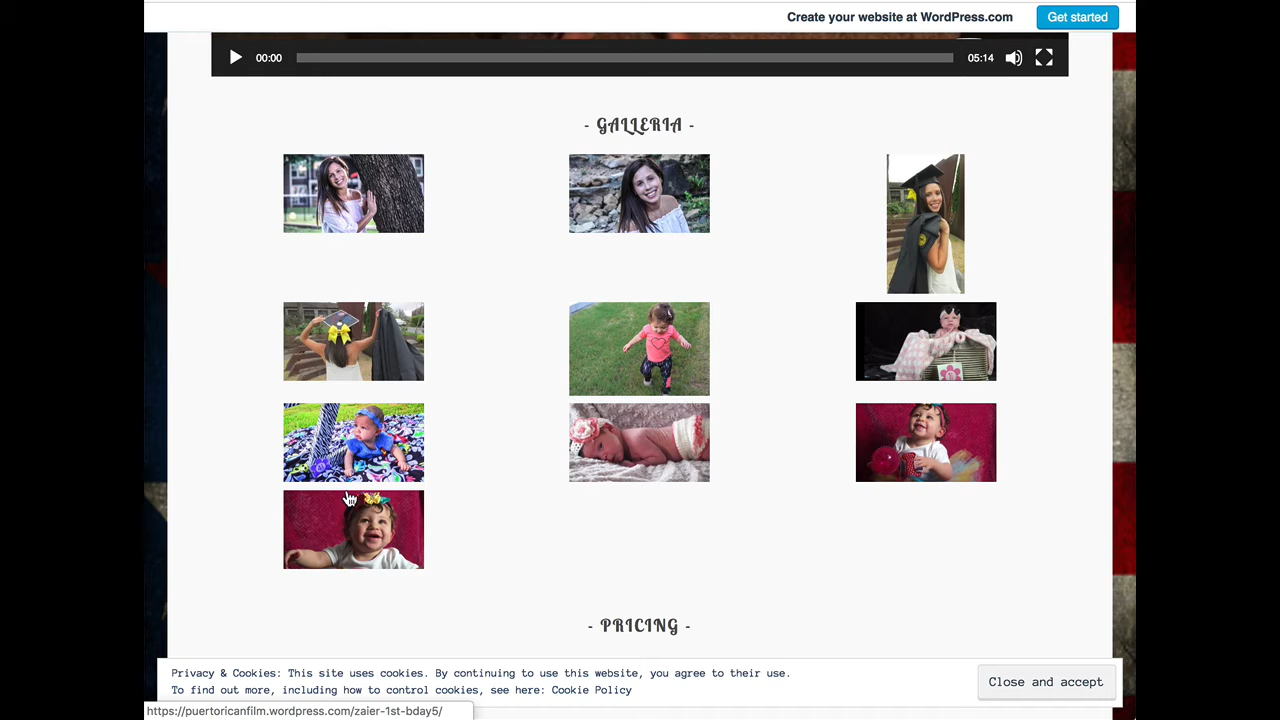 Create your website at WordPress.com
Get started
00:00
05:14
- GALLERIA -
- PRICING -
Privacy & Cookies: This site uses cookies. By continuing to use this website, you agree to their use.
To find out more, including how to control cookies, see here: Cookie Policy
Close and accept
https://puertoricanfilm.wordpress.com/zaier-1st-bday5/